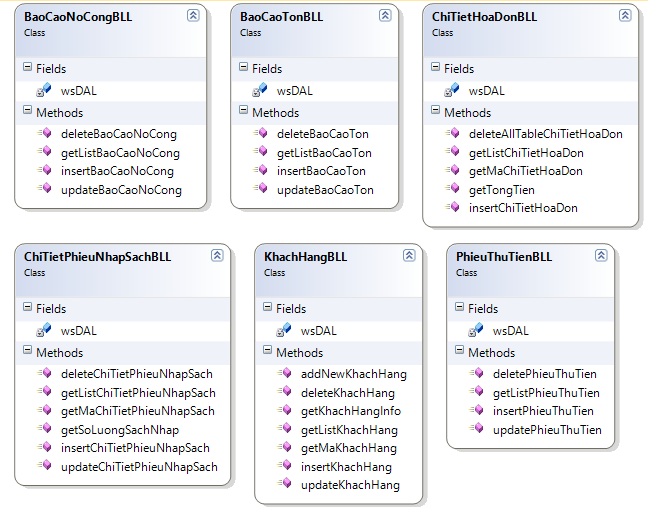 BaoCaoNoCongBLL
Class
Fields
wsDAL
Methods
deleteBaoCaoNoCong
getListBaoCaoNoCong
insertBaoCaoNoCong
updateBaoCaoNoCong
BaoCaoTonBLL
Class
Fields
wsDAL
Methods
deleteBaoCaoTon
getListBaoCaoTon
insertBaoCaoTon
updateBaoCaoTon
ChiTietHoaDonBLL
Class
Fields
wsDAL
Methods
deleteAllTableChiTietHoaDon
getListChiTietHoaDon
getMaChiTietHoaDon
getTongTien
insertChiTietHoaDon
ChiTietPhieuNhapSachBLL
Class
Fields
wsDAL
Methods
deleteChiTietPhieuNhapSach
getListChiTietPhieuNhapSach
getMaChiTietPhieuNhapSach
getSoLuongSachNhap
insertChiTietPhieuNhapSach
updateChiTietPhieuNhapSach
KhachHangBLL
Class
Fields
wsDAL
Methods
addNewKhachHang
deleteKhachHang
getKhachHangInfo
getListKhachHang
getMaKhachHang
insertKhachHang
updateKhachHang
PhieuThuTienBLL
Class
Fields
wsDAL
Methods
deletePhieuThuTien
getListPhieuThuTien
insertPhieuThuTien
updatePhieuThuTien